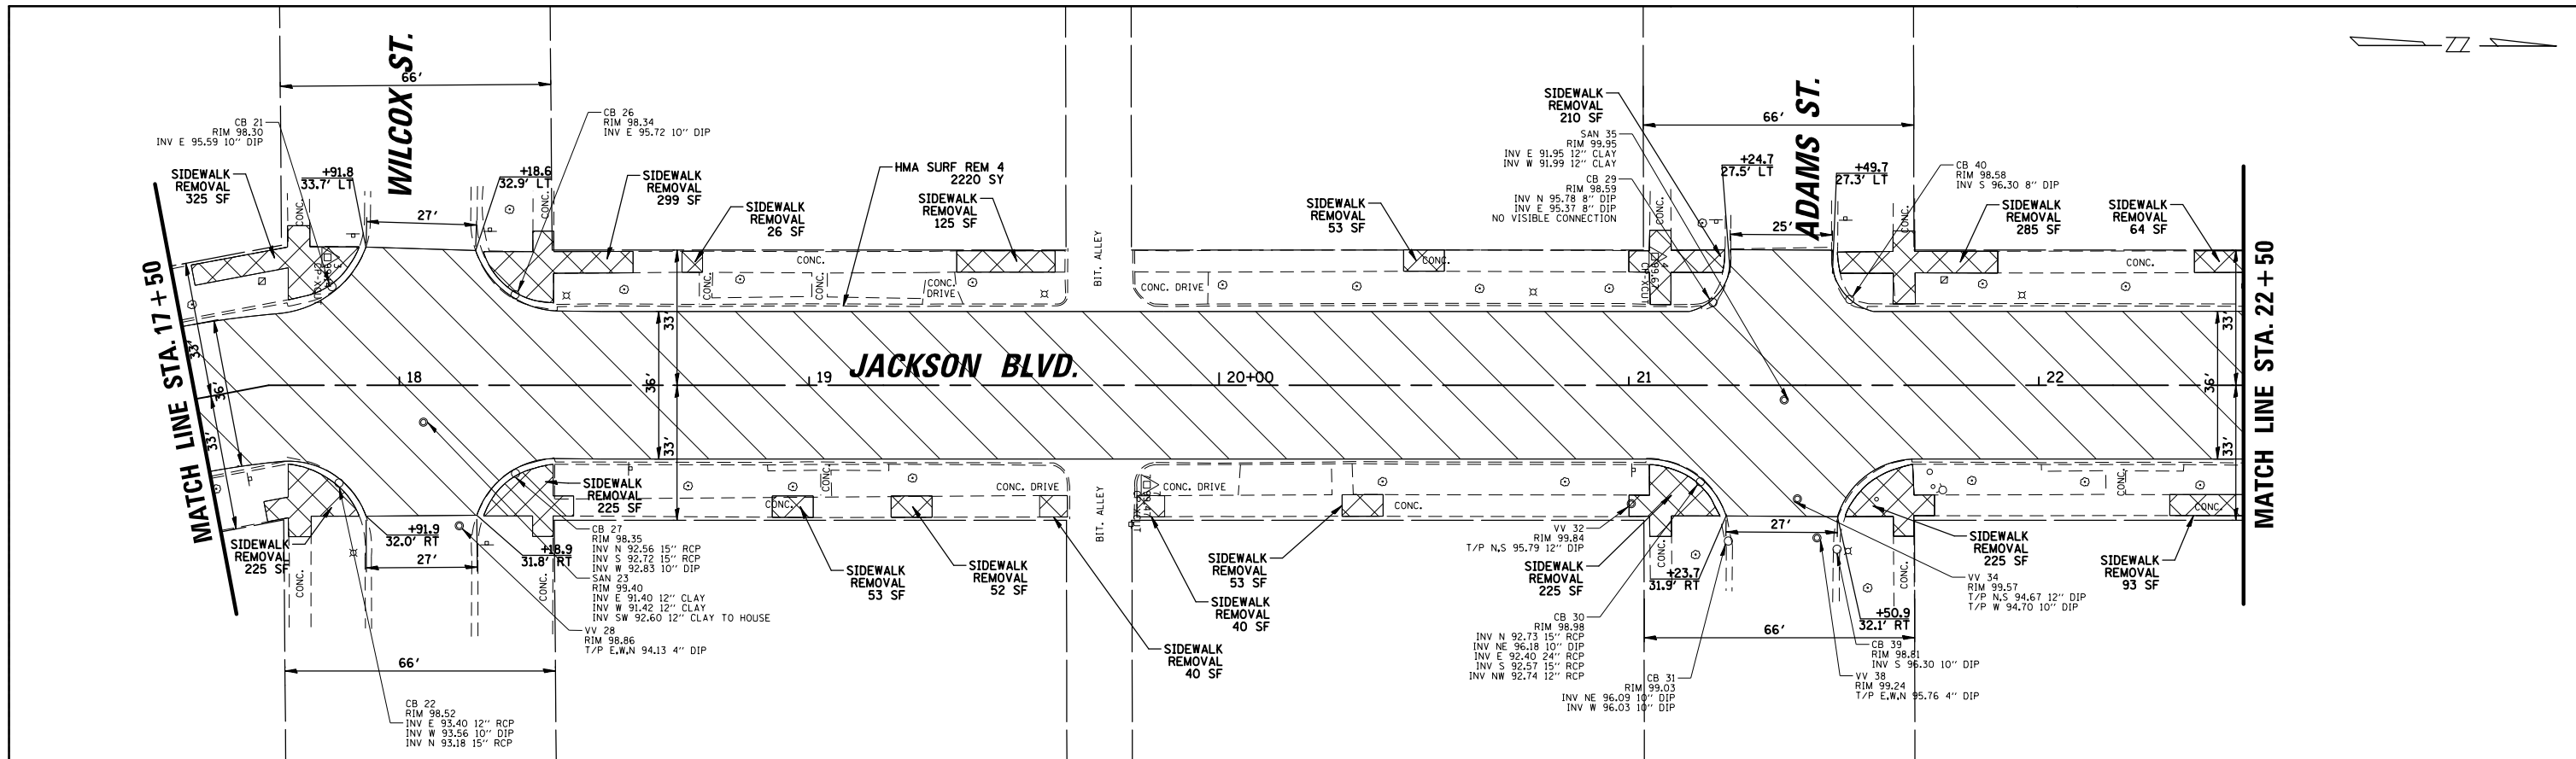 WILCOX ST.
66'
CB 21
RIM 98.30
INV E 95.59 10'' DIP
SIDEWALK
REMOVAL
325 SF
+91.8
33.7' LT
27'
+18.6
32.9' LT
CB 26
RIM 98.34
INV E 95.72 10'' DIP
SIDEWALK
REMOVAL
299 SF
SIDEWALK
REMOVAL
26 SF
HMA SURF REM 4
2220 SY
SIDEWALK
REMOVAL
125 SF
CONC.
CONC.
CONC.
CONC.
CONC.
CONC.
DRIVE
BIT. ALLEY
CONC. DRIVE
SIDEWALK
REMOVAL
53 SF
CONC.
SIDEWALK
REMOVAL
210 SF
SAN 35
RIM 99.95
INV E 91.95 12'' CLAY
INV W 91.99 12'' CLAY
CB 29
RIM 98.59
INV N 95.78 8'' DIP
INV E 95.37 8'' DIP
NO VISIBLE CONNECTION
CONC.
66'
ADAMS ST.
+24.7
27.5' LT
25'
+49.7
27.3' LT
CB 40
RIM 98.58
INV S 96.30 8'' DIP
CONC.
SIDEWALK
REMOVAL
285 SF
SIDEWALK
REMOVAL
64 SF
CONC.
MATCH LINE STA. 17+50
33'
36'
33'
18
36'
33'
33'
19
JACKSON BLVD.
20+00
21
22
36'
33'
33'
MATCH LINE STA. 22+50
SIDEWALK
REMOVAL
225 SF
CONC.
+91.9
32.0' RT
27'
+18.9
31.8' RT
CONC.
66'
SIDEWALK
REMOVAL
225 SF
CB 27
RIM 98.35
INV N 92.56 15'' RCP
INV S 92.72 15'' RCP
INV W 92.83 10'' DIP
SAN 23
RIM 99.40
INV E 91.40 12'' CLAY
INV W 91.42 12'' CLAY
INV SW 92.60 12'' CLAY TO HOUSE
VV 28
RIM 98.86
T/P E,W,N 94.13 4'' DIP
CB 22
RIM 98.52
INV E 93.40 12'' RCP
INV W 93.56 10'' DIP
INV N 93.18 15'' RCP
CONC.
CONC.
SIDEWALK
REMOVAL
53 SF
SIDEWALK
REMOVAL
52 SF
CONC. DRIVE
BIT. ALLEY
CONC. DRIVE
SIDEWALK
REMOVAL
40 SF
SIDEWALK
REMOVAL
40 SF
SIDEWALK
REMOVAL
53 SF
CONC.
VV 32
RIM 99.84
T/P N,S 95.79 12'' DIP
SIDEWALK
REMOVAL
225 SF
CB 30
RIM 98.98
INV N 92.73 15'' RCP
INV NE 96.18 10'' DIP
INV E 92.40 24'' RCP
INV S 92.57 15'' RCP
INV NW 92.74 12'' RCP
CB 31
RIM 99.03
INV NE 96.09 10'' DIP
INV W 96.03 10'' DIP
CONC.
+23.7
31.9' RT
27'
66'
+50.9
32.1' RT
CB 39
RIM 98.81
INV S 96.30 10'' DIP
VV 38
RIM 99.24
T/P E,W,N 95.76 4'' DIP
CONC.
SIDEWALK
REMOVAL
225 SF
VV 34
RIM 99.57
T/P N,S 94.67 12'' DIP
T/P W 94.70 10'' DIP
SIDEWALK
REMOVAL
93 SF
CONC.
CONC.